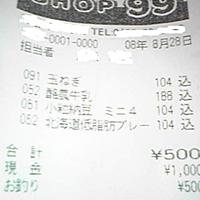 SHOP 99
-0001-0000 08年 8月28日
担当者
091 玉ねぎ 104 込
052 酪農牛乳 188 込
051 小粒納豆 ミニ4 104 込
052 北海道低脂肪プレー 104 込
合計 ¥500
現金 ¥1,000
お釣り ¥500